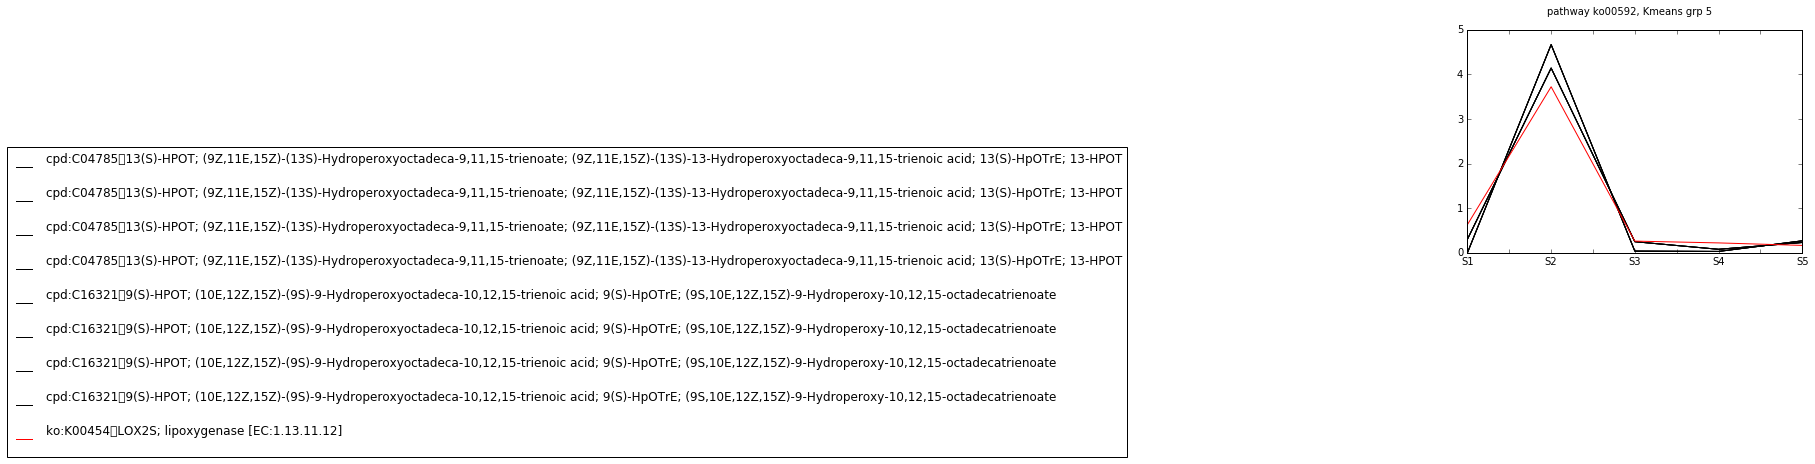 pathway ko00592, Kmeans grp 5
5
4
3
2
1
0
S1 S2 S3 S4 S5
cpd:C04785▯13(S)-HPOT; (9Z,11E,15Z)-(13S)-Hydroperoxyoctadeca-9,11,15-trienoate; (9Z,11E,15Z)-(13S)-13-Hydroperoxyoctadeca-9,11,15-trienoic acid; 13(S)-HpOTrE; 13-HPOT
cpd:C04785▯13(S)-HPOT; (9Z,11E,15Z)-(13S)-Hydroperoxyoctadeca-9,11,15-trienoate; (9Z,11E,15Z)-(13S)-13-Hydroperoxyoctadeca-9,11,15-trienoic acid; 13(S)-HpOTrE; 13-HPOT
cpd:C04785▯13(S)-HPOT; (9Z,11E,15Z)-(13S)-Hydroperoxyoctadeca-9,11,15-trienoate; (9Z,11E,15Z)-(13S)-13-Hydroperoxyoctadeca-9,11,15-trienoic acid; 13(S)-HpOTrE; 13-HPOT
cpd:C04785▯13(S)-HPOT; (9Z,11E,15Z)-(13S)-Hydroperoxyoctadeca-9,11,15-trienoate; (9Z,11E,15Z)-(13S)-13-Hydroperoxyoctadeca-9,11,15-trienoic acid; 13(S)-HpOTrE; 13-HPOT
cpd:C16321▯9(S)-HPOT; (10E,12Z,15Z)-(9S)-9-Hydroperoxyoctadeca-10,12,15-trienoic acid; 9(S)-HpOTrE; (9S,10E,12Z,15Z)-9-Hydroperoxy-10,12,15-octadecatrienoate
cpd:C16321▯9(S)-HPOT; (10E,12Z,15Z)-(9S)-9-Hydroperoxyoctadeca-10,12,15-trienoic acid; 9(S)-HpOTrE; (9S,10E,12Z,15Z)-9-Hydroperoxy-10,12,15-octadecatrienoate
cpd:C16321▯9(S)-HPOT; (10E,12Z,15Z)-(9S)-9-Hydroperoxyoctadeca-10,12,15-trienoic acid; 9(S)-HpOTrE; (9S,10E,12Z,15Z)-9-Hydroperoxy-10,12,15-octadecatrienoate
cpd:C16321▯9(S)-HPOT; (10E,12Z,15Z)-(9S)-9-Hydroperoxyoctadeca-10,12,15-trienoic acid; 9(S)-HpOTrE; (9S,10E,12Z,15Z)-9-Hydroperoxy-10,12,15-octadecatrienoate
ko:K00454▯LOX2S; lipoxygenase [EC:1.13.11.12]